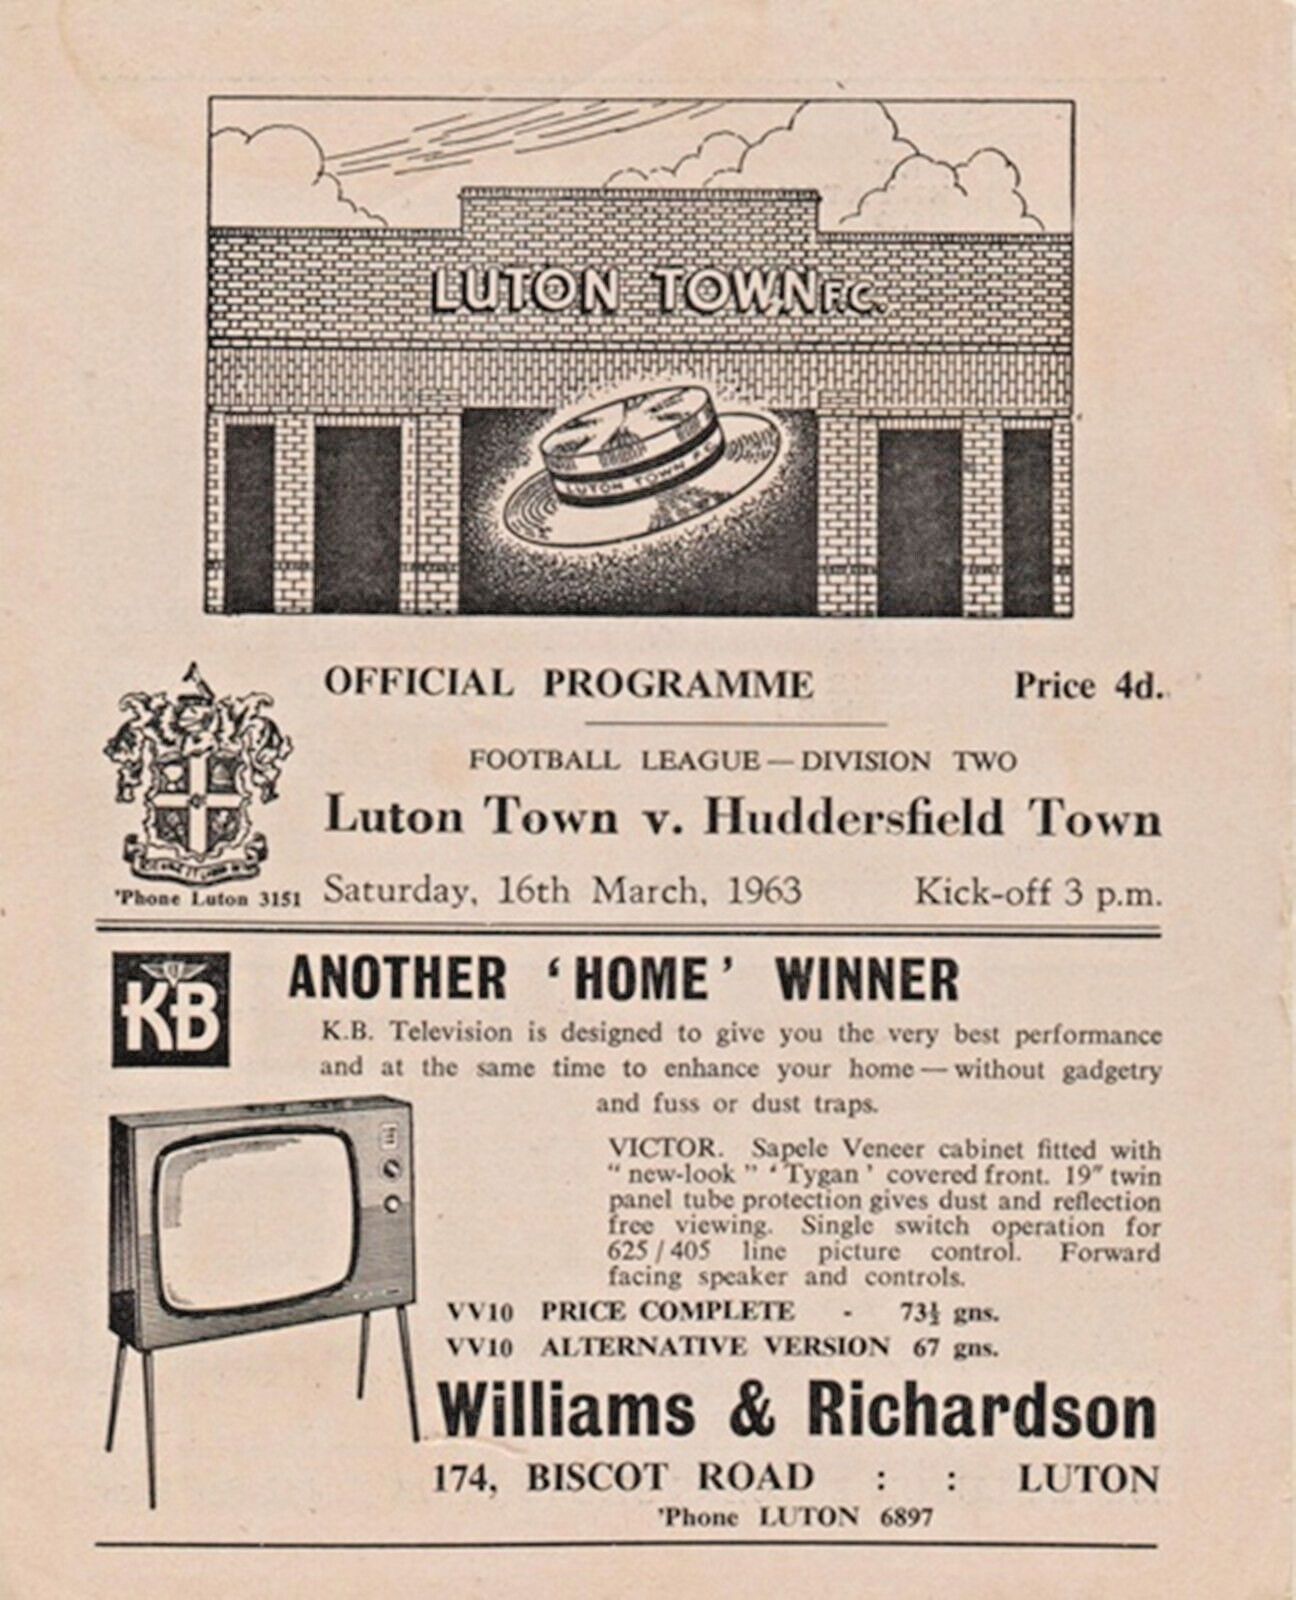 LUTON TOWN F.C.
LUTON TOWN F.C.
OFFICIAL PROGRAMME Price 4d.
FOOTBALL LEAGUE — DIVISION TWO
Luton Town v. Huddersfield Town
'Phone Luton 3151 Saturday, 16th March, 1963 Kick-off 3 p.m.
KB
ANOTHER ‘HOME’ WINNER
K.B. Television is designed to give you the very best performance
and at the same time to enhance your home — without gadgetry
and fuss or dust traps.
VICTOR. Sapele Veneer cabinet fitted with
“new-look” ‘Tygan’ covered front. 19″ twin
panel tube protection gives dust and reflection
free viewing. Single switch operation for
625/405 line picture control. Forward
facing speaker and controls.
VV10 PRICE COMPLETE - 73½ gns.
VV10 ALTERNATIVE VERSION 67 gns.
Williams & Richardson
174, BISCOT ROAD : : LUTON
'Phone LUTON 6897